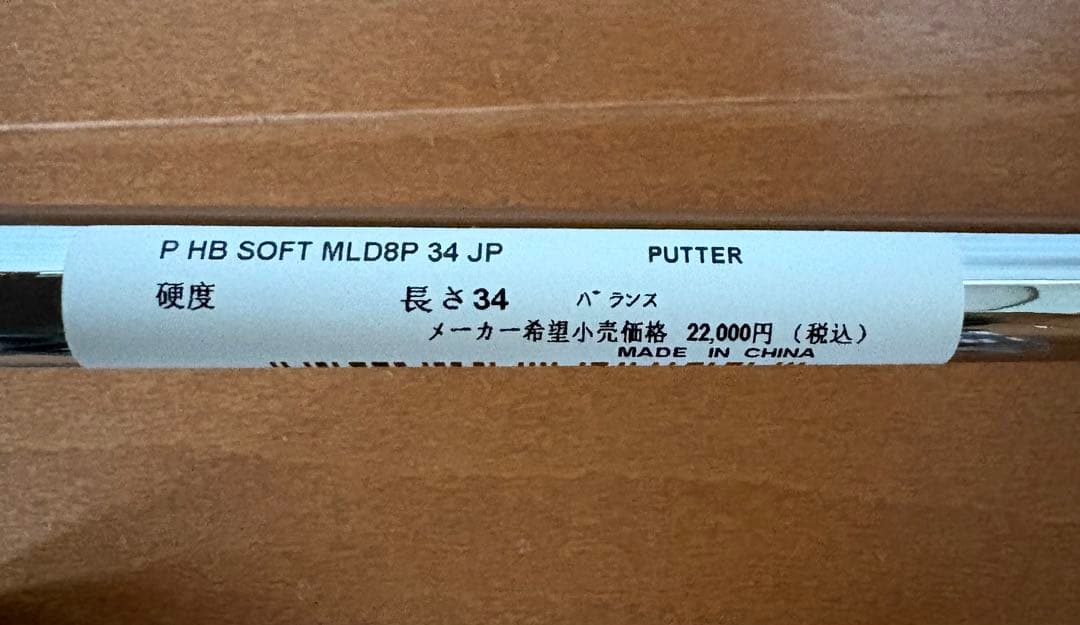 P HB SOFT MLD8P 34 JP PUTTER
硬度 長さ34 バランス
メーカー希望小売価格 22,000円 (税込)
MADE IN CHINA